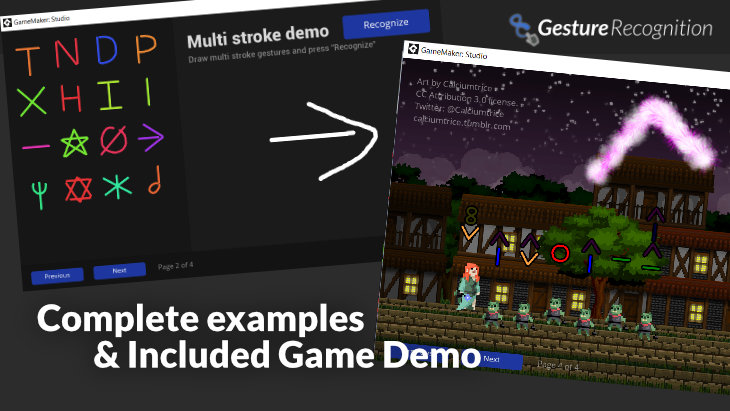 GameMaker: Studio
Multi stroke demo
Recognize
Draw multi stroke gestures and press "Recognize"
T N D P
X H I I
Previous
Next
Page 2 of 4
GestureRecognition
GameMaker: Studio
Art by Calciumtrice
CC Attribution 3.0 license.
Twitter: @Calciumtrice
calciumtrice.tumblr.com
8
Next
Page 4 of 4
Complete examples
& Included Game Demo